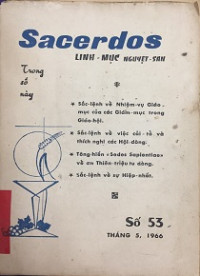 Sacerdos
LINH-MỤC NGUYỆT-SAN
Trong
số
này
Sắc-lệnh về Nhiệm-vụ Giáo-
mục của các Giám-mục trong
Giáo-hội.
Sắc-lệnh về việc cải-tổ và
thích nghi các Hội-dòng.
Tông-hiến «Sedes Sapientiae»
về ơn Thiên-triệu tu dòng.
Sắc-lệnh về sự Hiệp-nhất.
Số 53
THÁNG 5, 1966